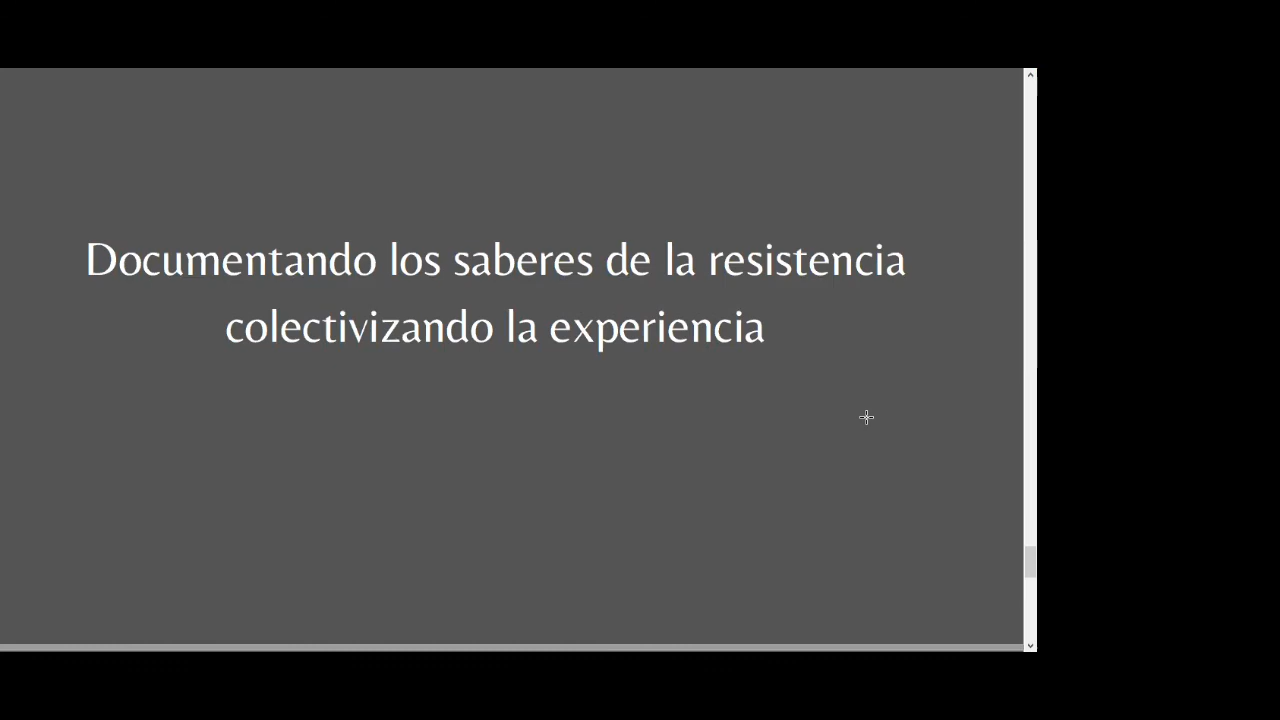 Documentando los saberes de la resistencia
colectivizando la experiencia